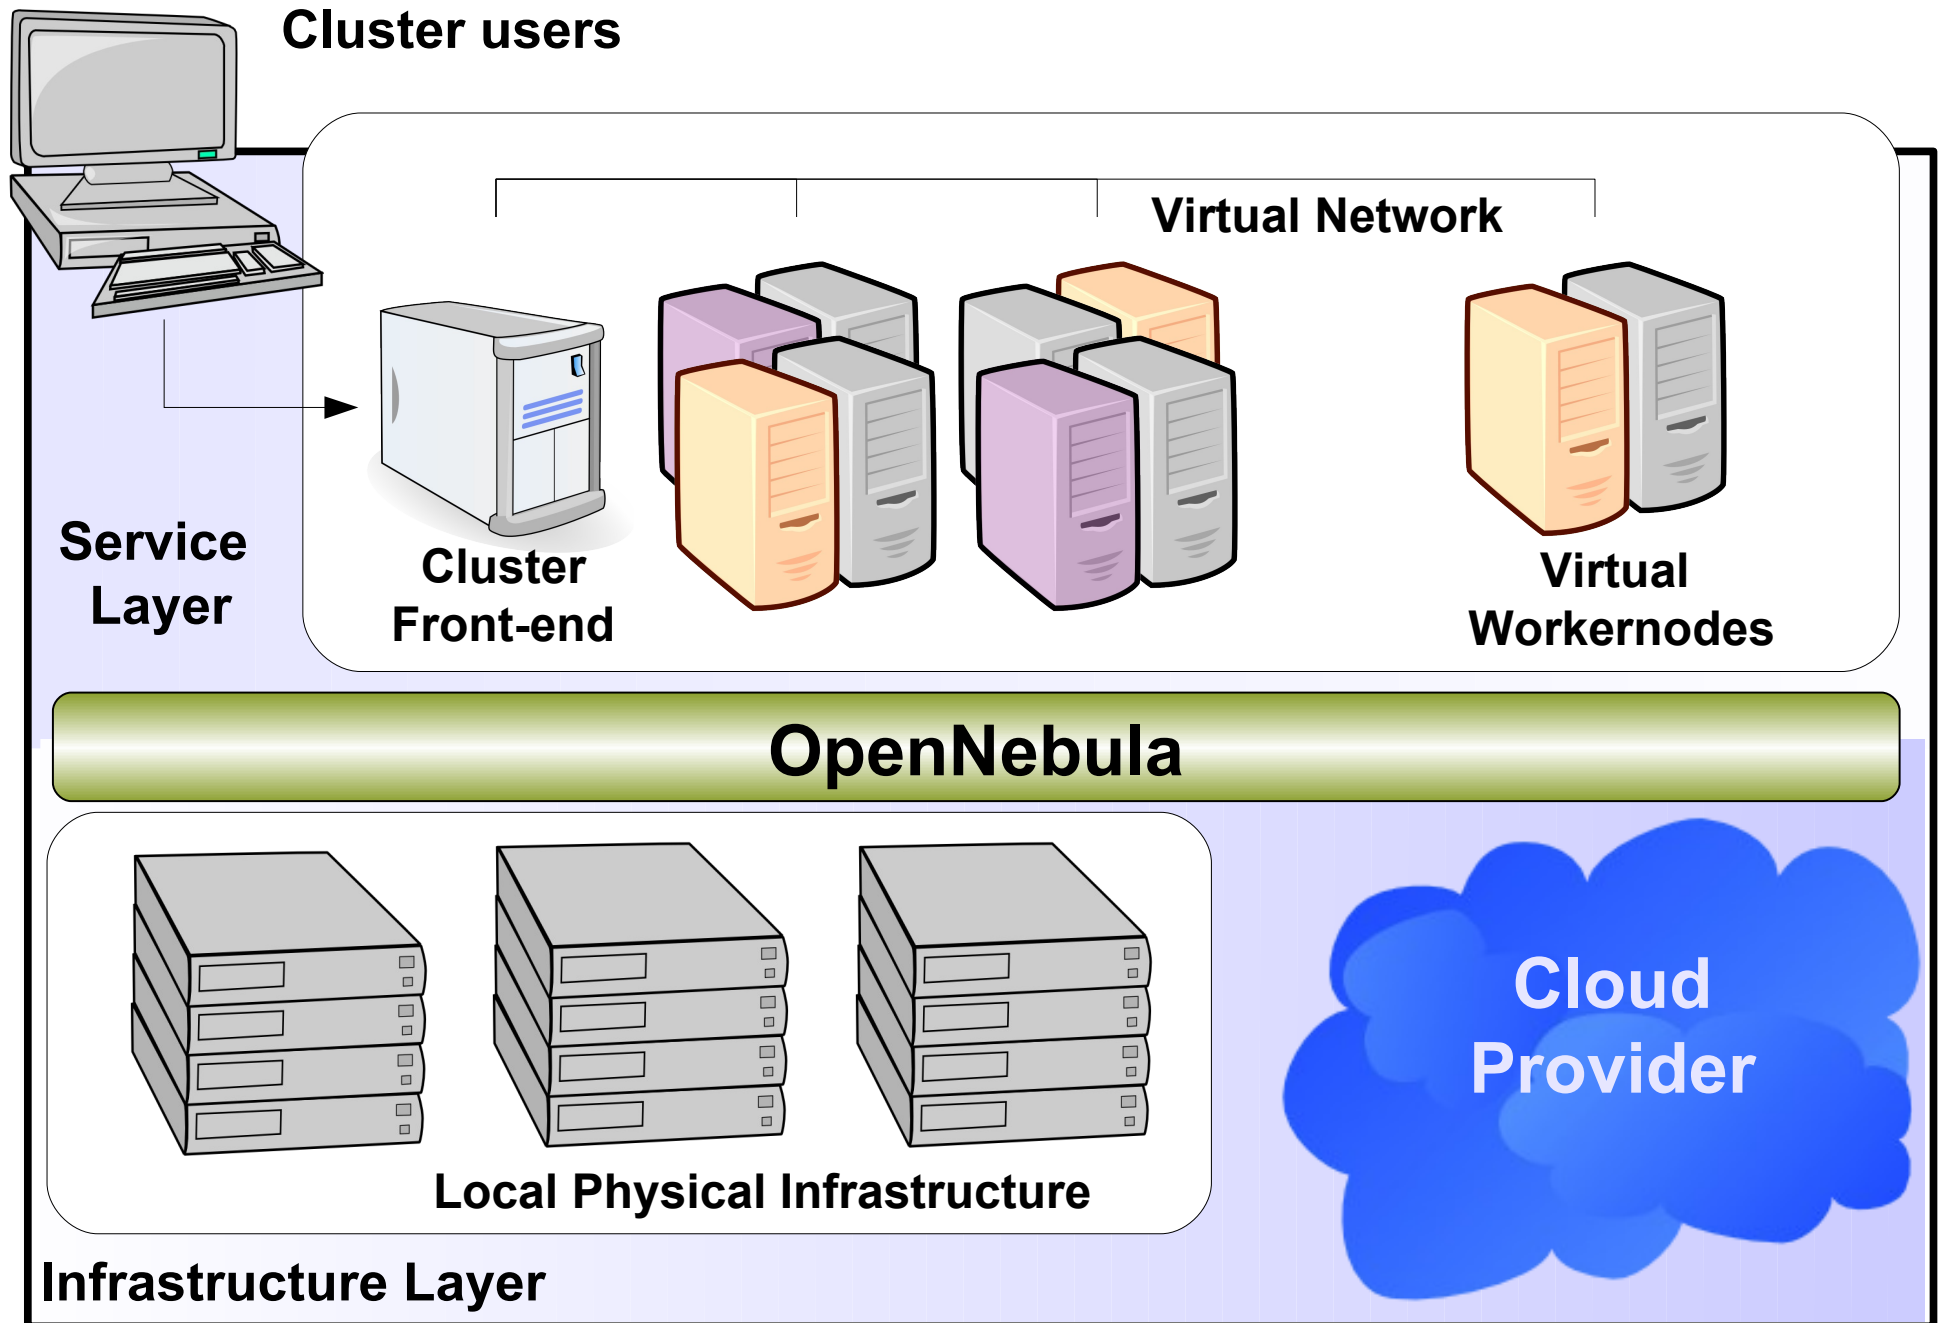 Cluster users
Virtual Network
Service
Layer
Cluster
Front-end
Virtual
Workernodes
OpenNebula
Cloud
Provider
Local Physical Infrastructure
Infrastructure Layer